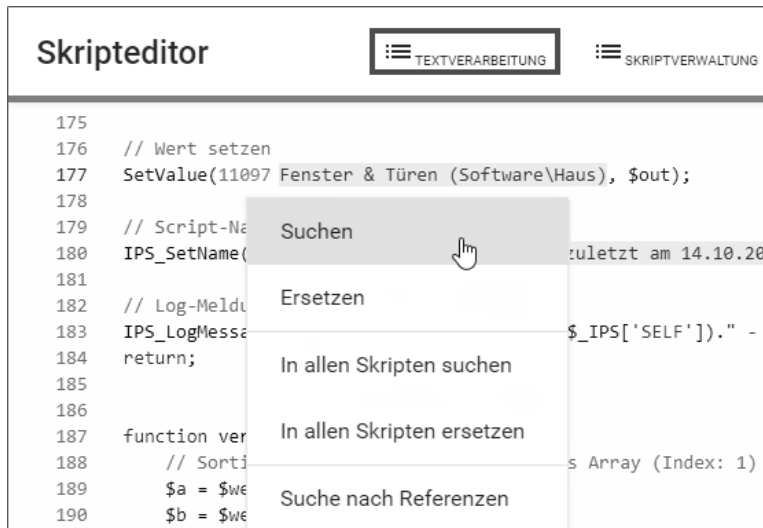 Skripteditor TEXTVERARBEITUNG SKRIPTVERWALTUNG
175
176 // Wert setzen
177 SetValue(11097 Fenster & Türen (Software\Haus), $out);
178
179 // Script-Na
Suchen
180 IPS_SetName( zuletzt am 14.10.20
181
Ersetzen
182 // Log-Meldu
183 IPS_LogMessa $_IPS['SELF'])." -
184 return;
In allen Skripten suchen
185
186
In allen Skripten ersetzen
187 function ver
188 // Sorti s Array (Index: 1)
189 $a = $we
Suche nach Referenzen
190 $b = $we